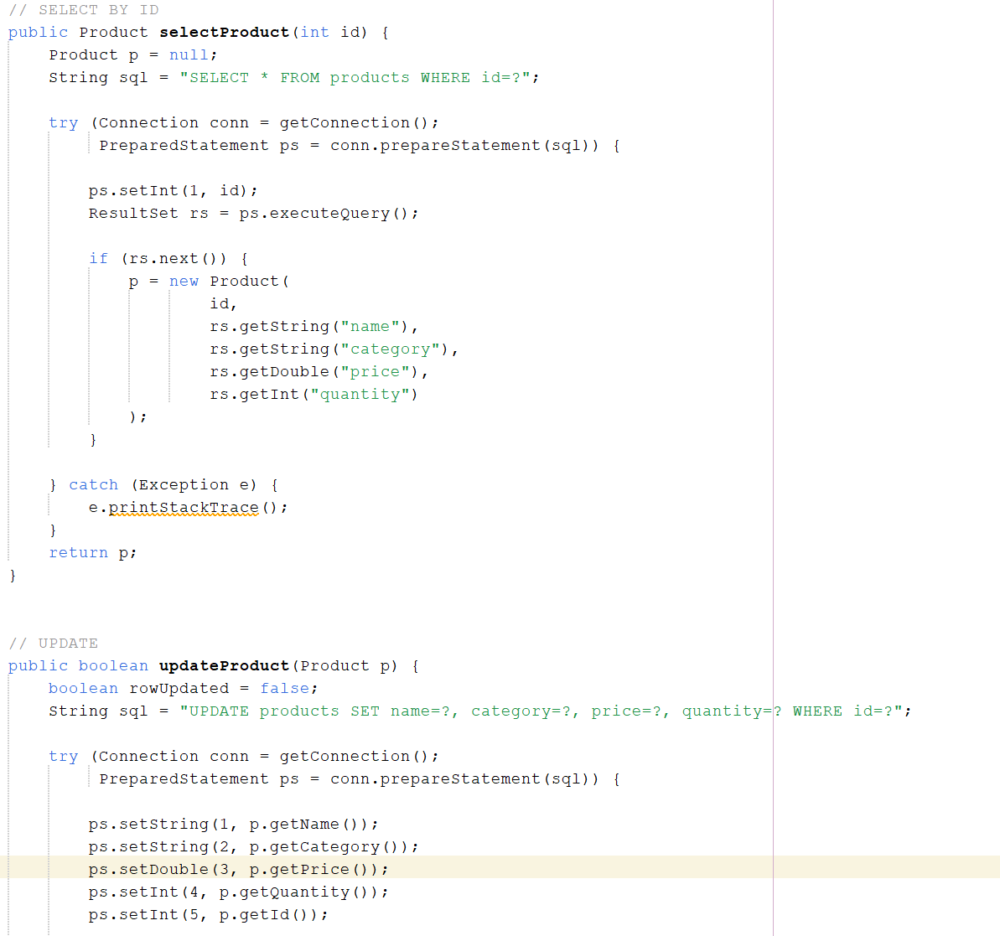 // SELECT BY ID
public Product selectProduct(int id) {
    Product p = null;
    String sql = "SELECT * FROM products WHERE id=?";

    try (Connection conn = getConnection();
         PreparedStatement ps = conn.prepareStatement(sql)) {

        ps.setInt(1, id);
        ResultSet rs = ps.executeQuery();

        if (rs.next()) {
            p = new Product(
                    id,
                    rs.getString("name"),
                    rs.getString("category"),
                    rs.getDouble("price"),
                    rs.getInt("quantity")
            );
        }

    } catch (Exception e) {
        e.printStackTrace();
    }
    return p;
}

// UPDATE
public boolean updateProduct(Product p) {
    boolean rowUpdated = false;
    String sql = "UPDATE products SET name=?, category=?, price=?, quantity=? WHERE id=?";

    try (Connection conn = getConnection();
         PreparedStatement ps = conn.prepareStatement(sql)) {

        ps.setString(1, p.getName());
        ps.setString(2, p.getCategory());
        ps.setDouble(3, p.getPrice());
        ps.setInt(4, p.getQuantity());
        ps.setInt(5, p.getId());